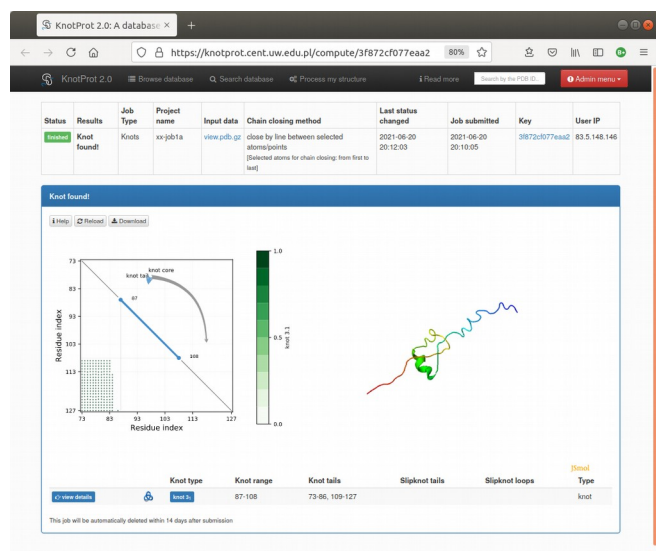 KnotProt 2.0: A databas ×
+
https://knotprot.cent.uw.edu.pl/compute/3f872cf077eaa2
80%
KnotProt 2.0
Browse database
Search database
Process my structure
Read more
Search by the PDB ID..
Admin menu
Status Results Job Type Project name Input data Chain closing method Last status changed Job submitted Key User IP
finished Knot found! Knots xx-job1a view.pdb.gz close by line between selected atoms/points 2021-06-20 20:12:03 2021-06-20 20:10:05 3f872cf077eaa2 83.5.148.146
[Selected atoms for chain closing: from first to last]
Knot found!
Help Reload Download
73
83
93
103
113
127
Residue index
knot tail
knot core
87
108
73 83 93 103 113 127
Residue index
1.0
0.5
0.0
knot 3.1
JSmol
Knot type Knot range Knot tails Slipknot tails Slipknot loops Type
view details knot 3₁ 87-108 73-86, 109-127 knot
This job will be automatically deleted within 14 days after submission